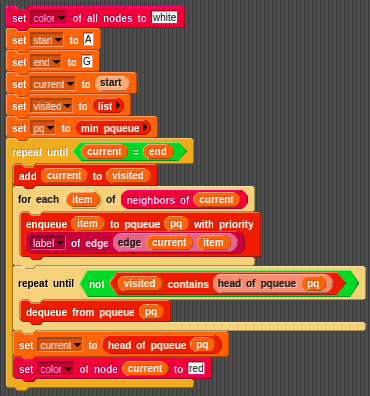 set color of all nodes to white
set start to A
set end to G
set current to start
set visited to list
set pq to min pqueue
repeat until current = end
add current to visited
for each item of neighbors of current
enqueue item to pqueue pq with priority
label of edge edge current item
repeat until not visited contains head of pqueue pq
dequeue from pqueue pq
set current to head of pqueue pq
set color of node current to red